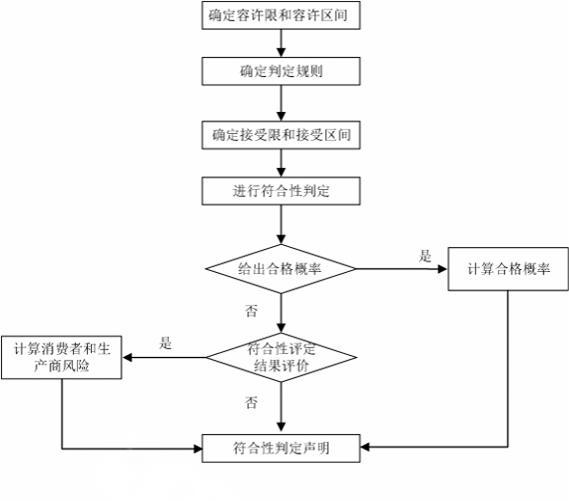 确定容许限和容许区间
确定判定规则
确定接受限和接受区间
进行符合性判定
给出合格概率
是
计算合格概率
否
计算消费者和生
产商风险
是
符合性评定
结果评价
否
符合性判定声明